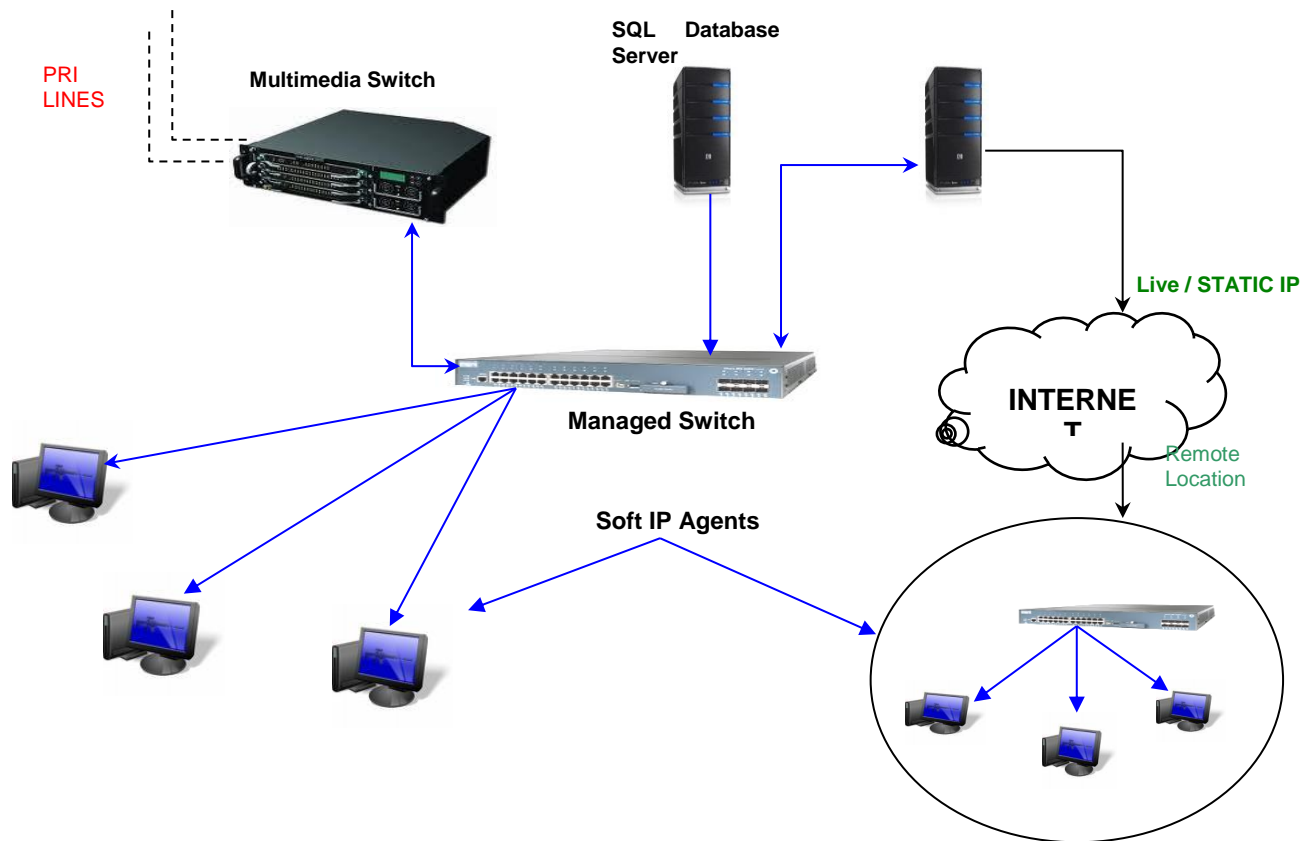 SQL Database
Server
PRI
LINES
Multimedia Switch
Live / STATIC IP
INTERNE
T
Managed Switch
Remote
Location
Soft IP Agents